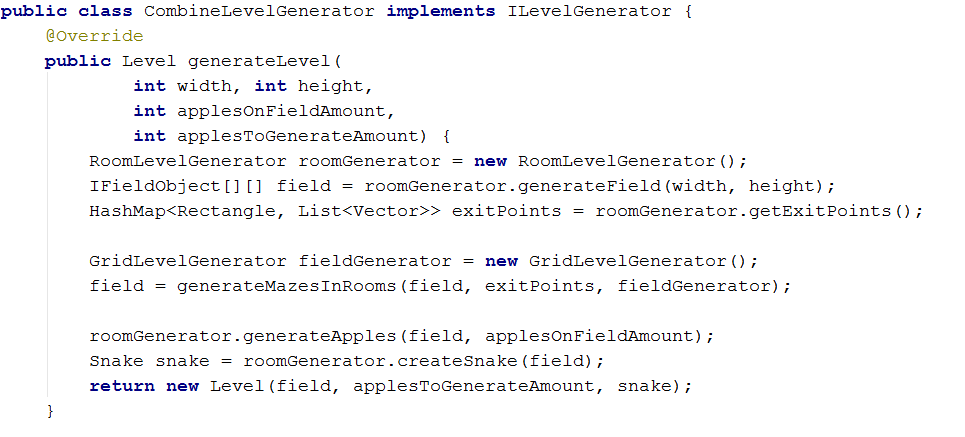 public class CombineLevelGenerator implements ILevelGenerator {
    @Override
    public Level generateLevel(
            int width, int height,
            int applesOnFieldAmount,
            int applesToGenerateAmount) {
        RoomLevelGenerator roomGenerator = new RoomLevelGenerator();
        IFieldObject[][] field = roomGenerator.generateField(width, height);
        HashMap<Rectangle, List<Vector>> exitPoints = roomGenerator.getExitPoints();

        GridLevelGenerator fieldGenerator = new GridLevelGenerator();
        field = generateMazesInRooms(field, exitPoints, fieldGenerator);

        roomGenerator.generateApples(field, applesOnFieldAmount);
        Snake snake = roomGenerator.createSnake(field);
        return new Level(field, applesToGenerateAmount, snake);
    }